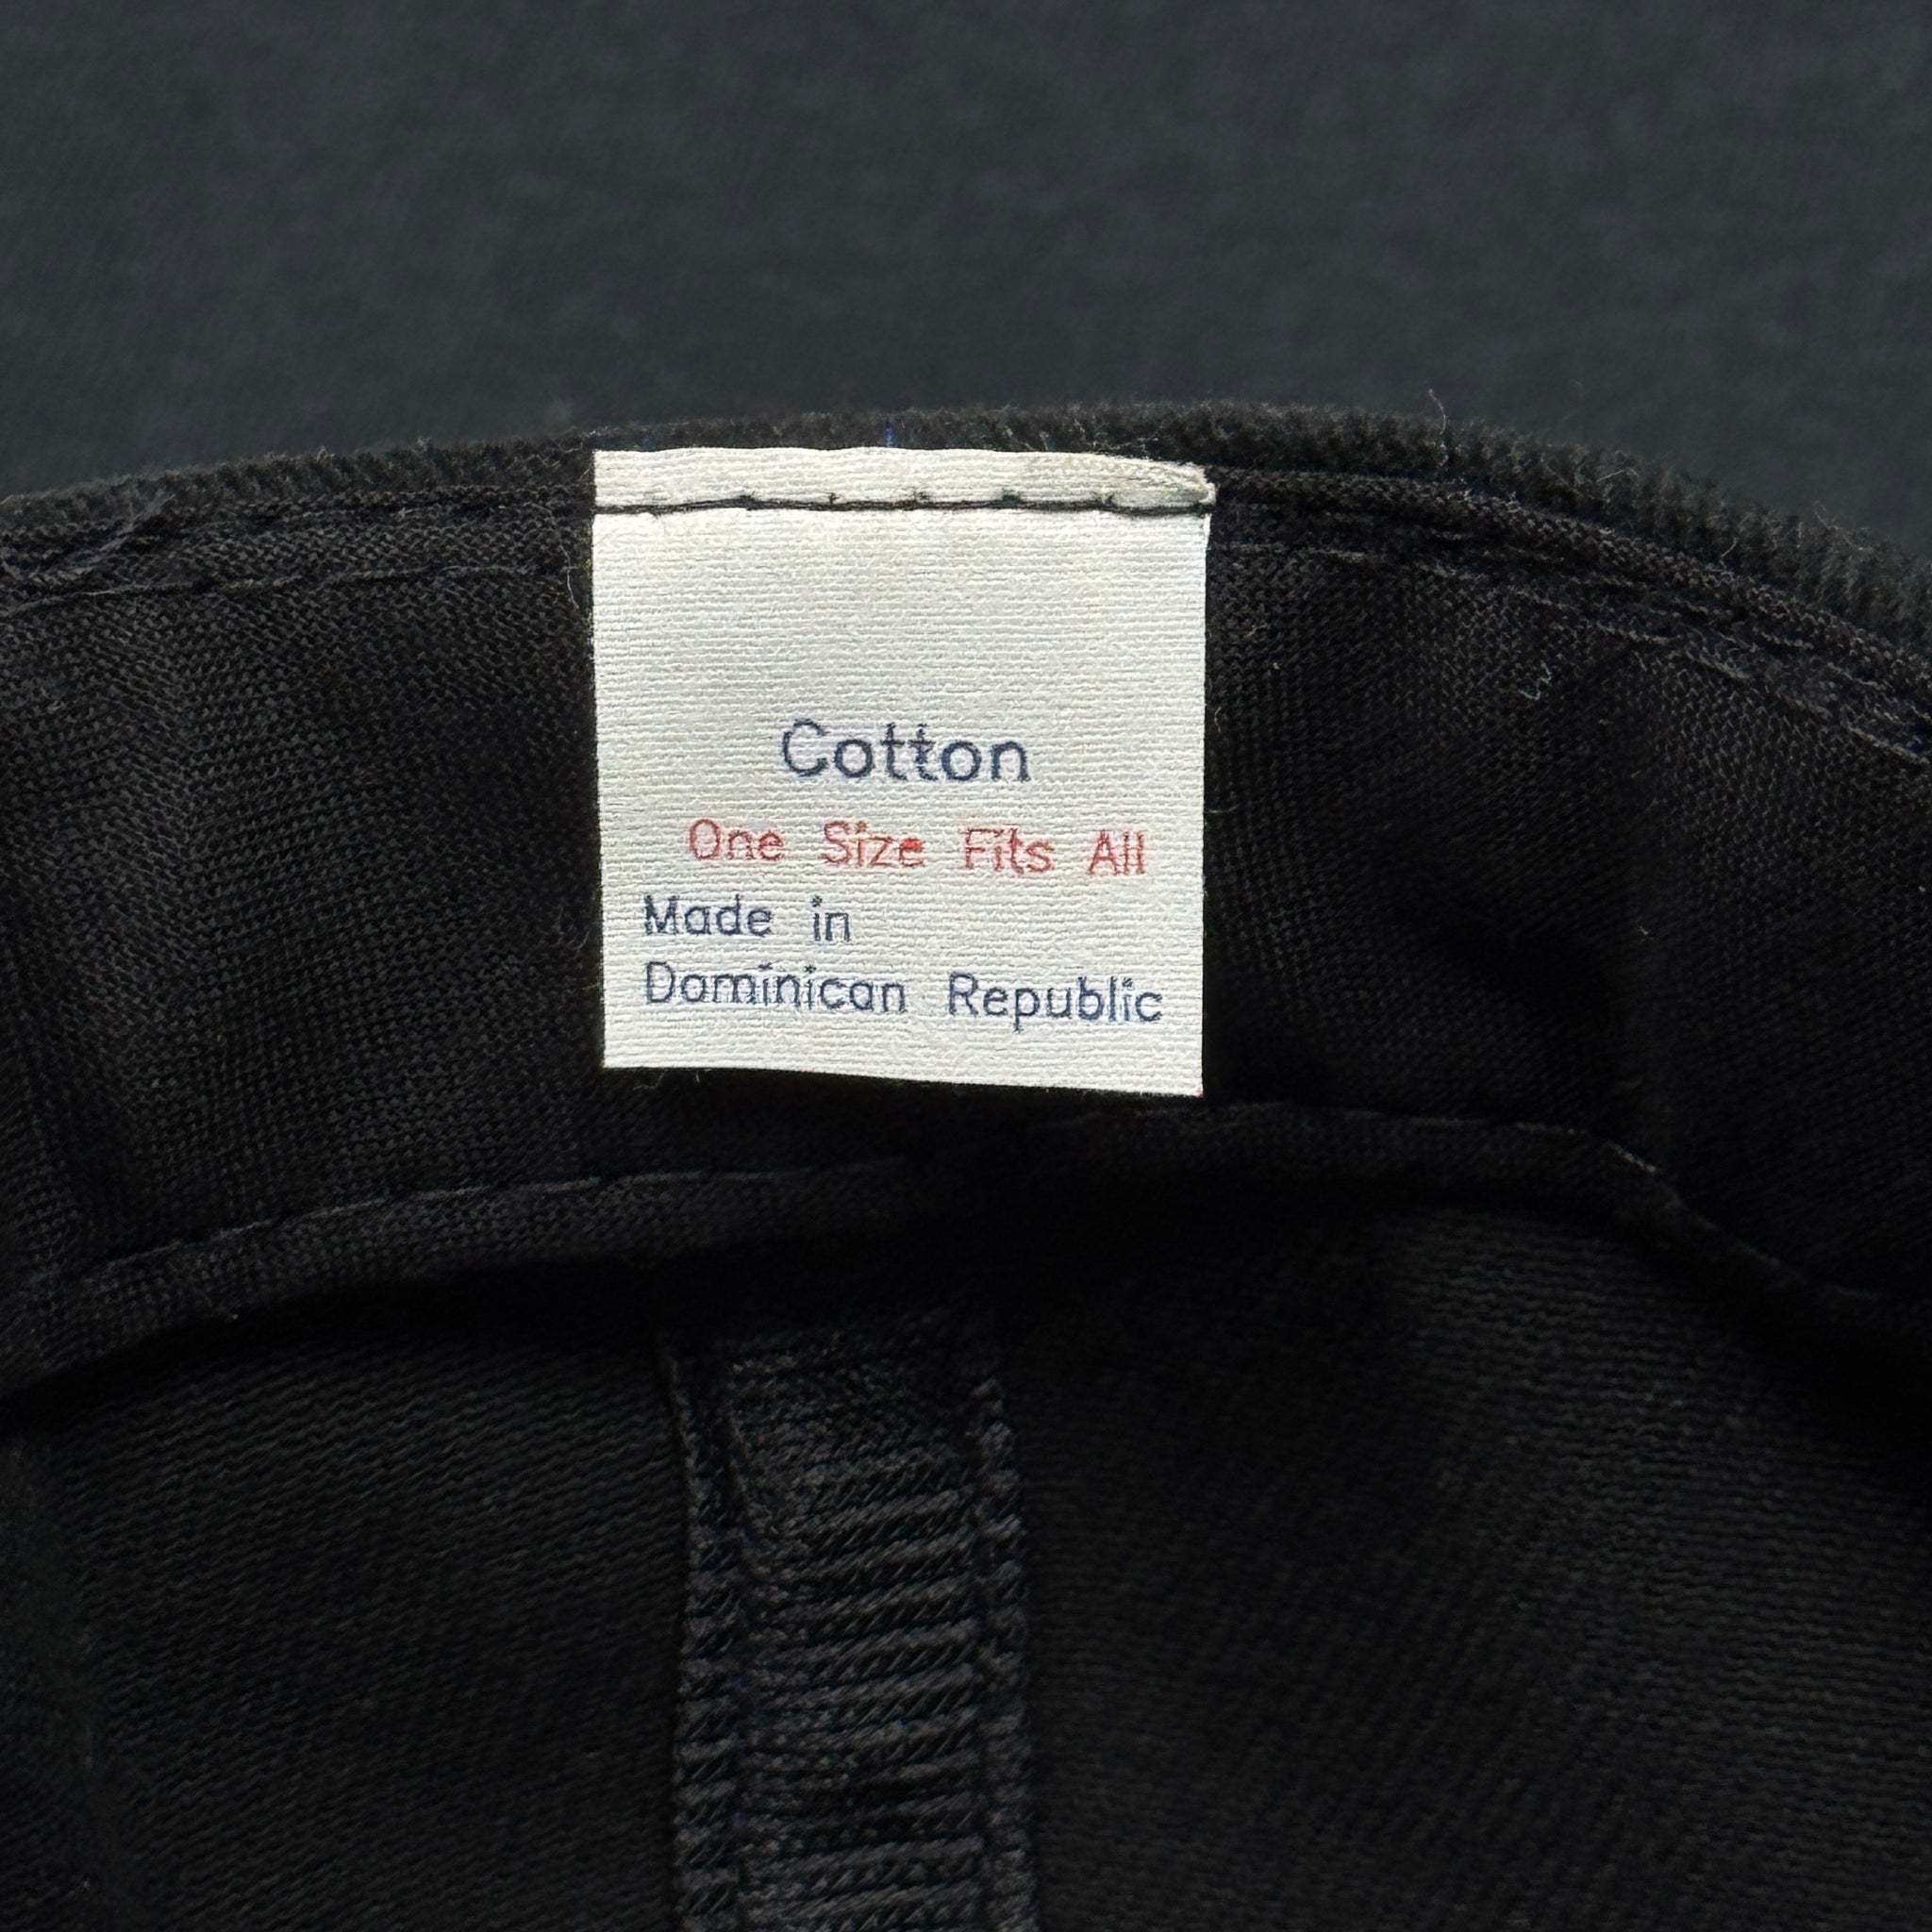 Cotton
One Size Fits All
Made in
Dominican Republic